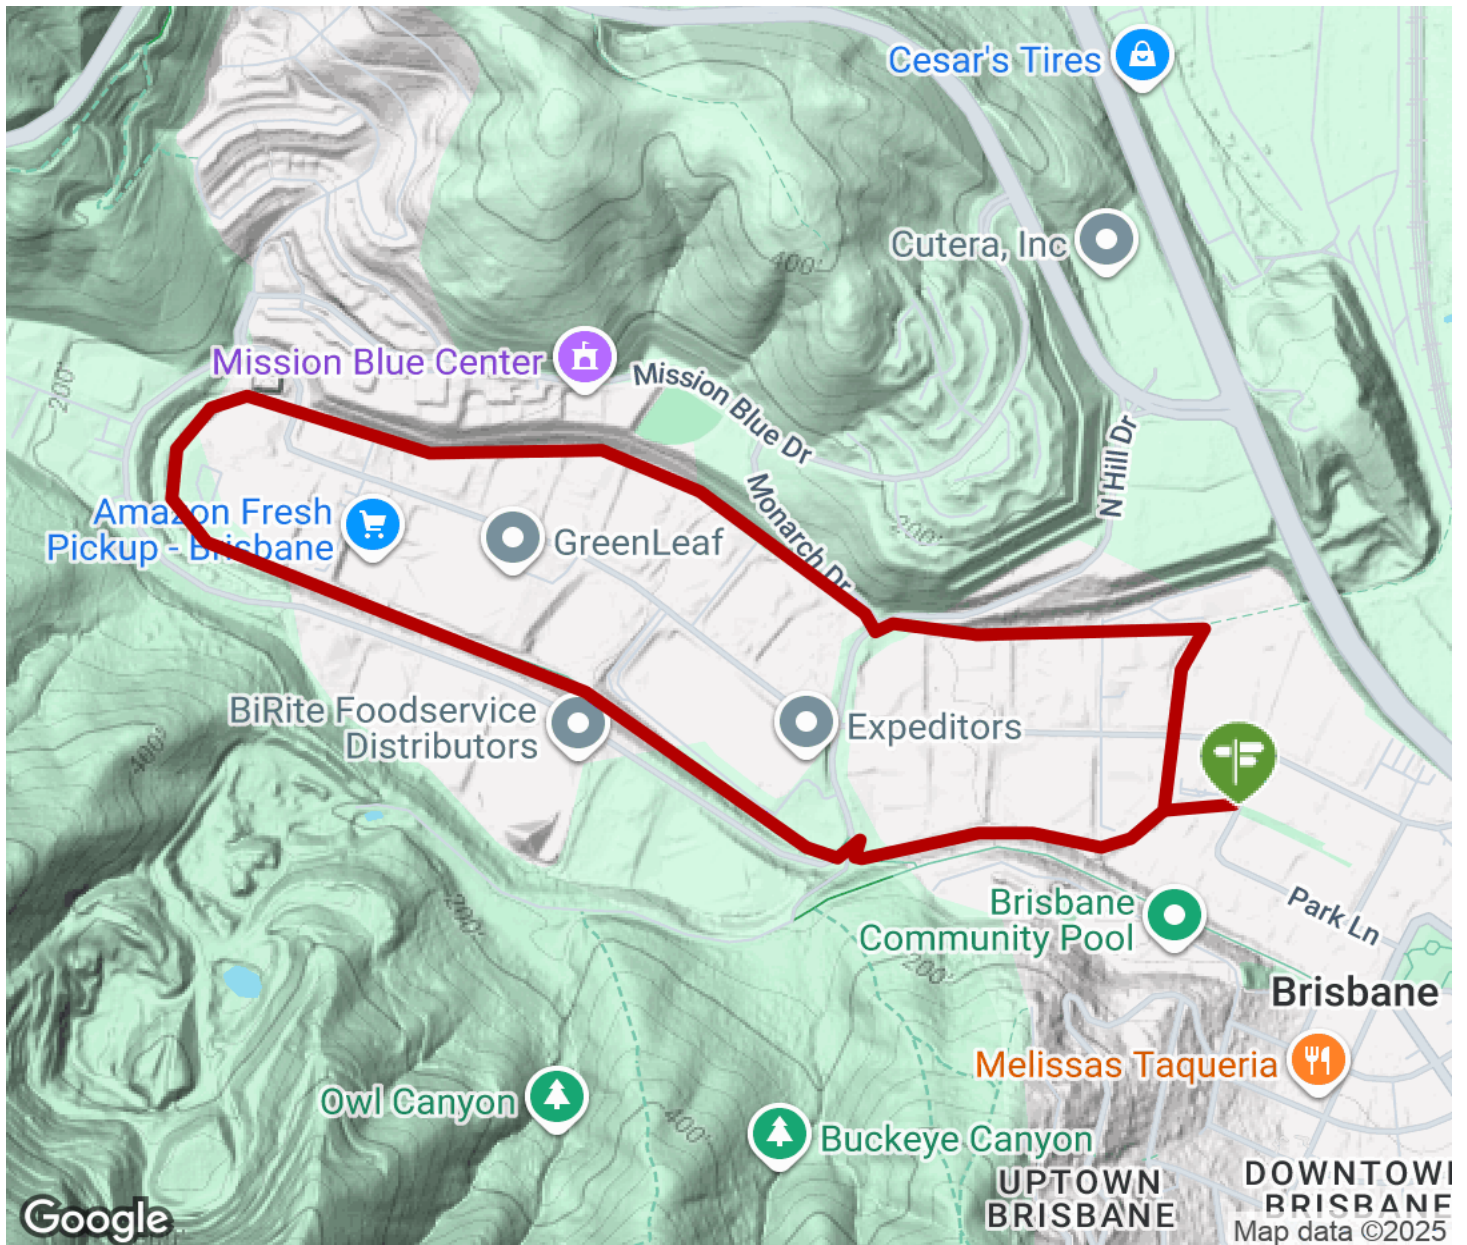 Cesar's Tires
Cutera, Inc
400'
Mission Blue Center
Mission Blue Dr
200'
N Hill Dr
Monarch Dr
200'
Amazon Fresh
Pickup - Brisbane
GreenLeaf
BiRite Foodservice
Distributors
Expeditors
400'
200'
Brisbane
Community Pool
Park Ln
200'
Brisbane
Melissas Taqueria
Owl Canyon
400'
Buckeye Canyon
UPTOWN
BRISBANE
DOWNTOWN
BRISBANE
Google
Map data ©2025